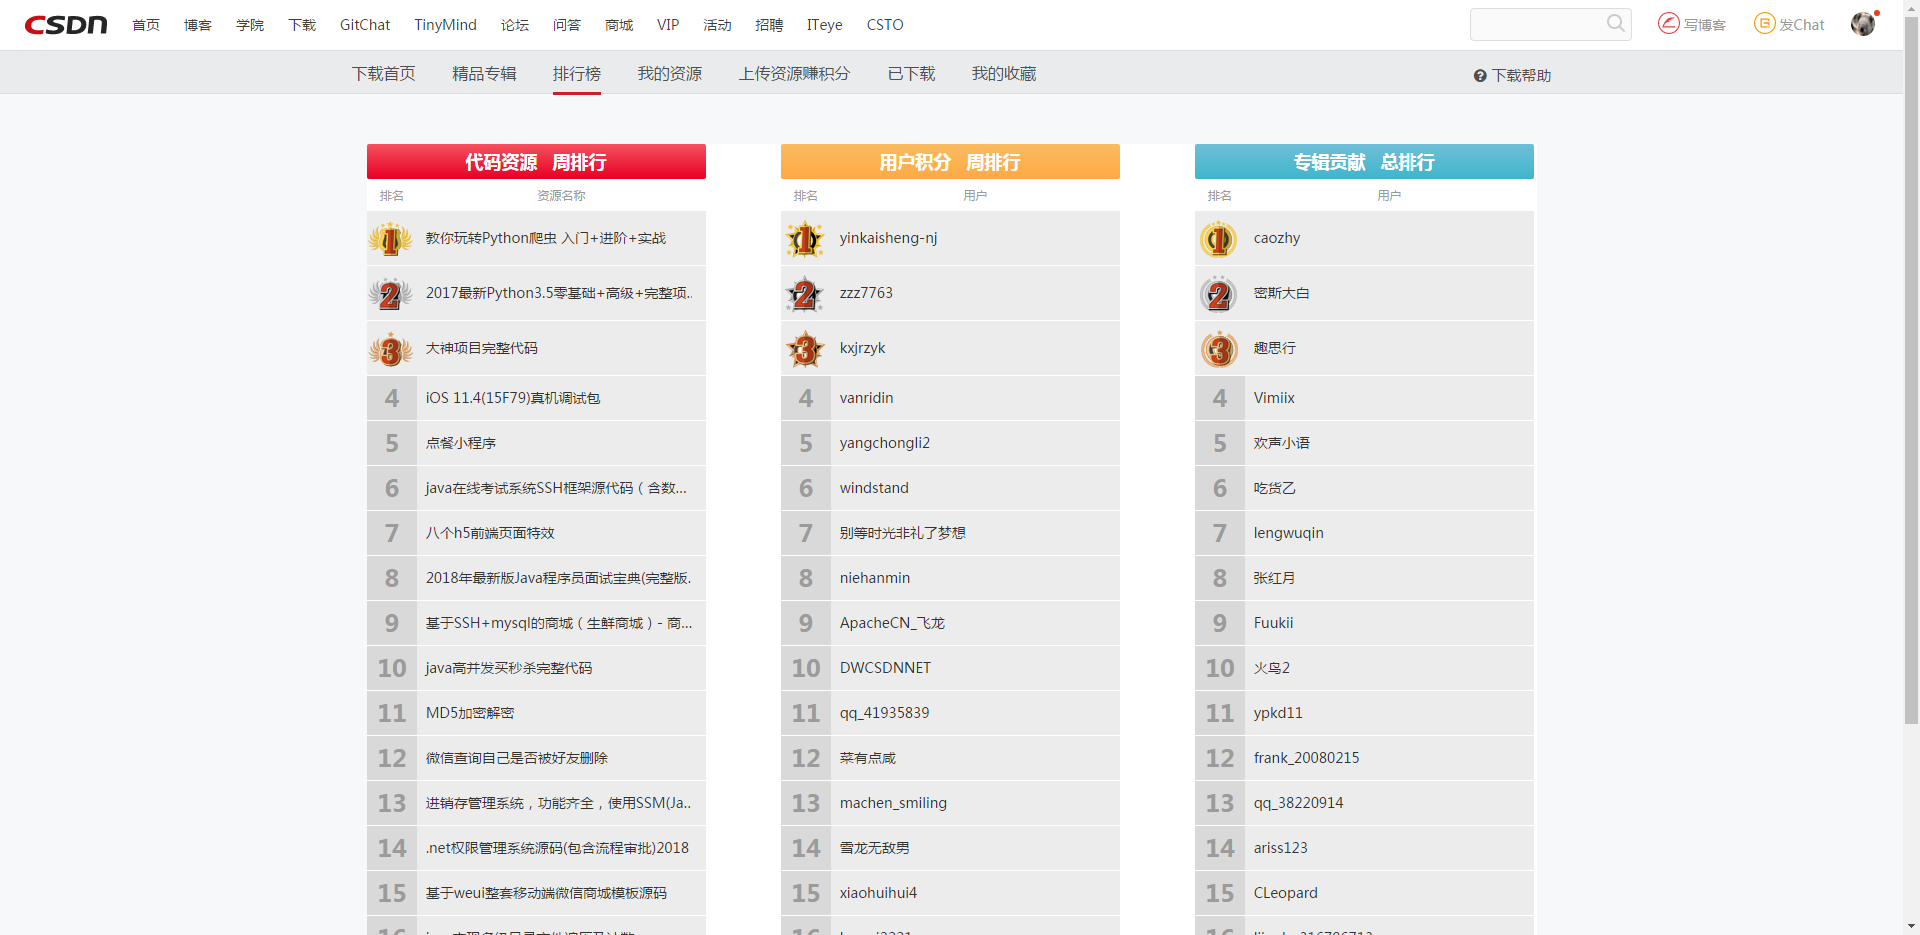 CSDN 首页 博客 学院 下载 GitChat TinyMind 论坛 问答 商城 VIP 活动 招聘 ITeye CSTO 写博客 发Chat
下载首页 精品专辑 排行榜 我的资源 上传资源赚积分 已下载 我的收藏 下载帮助
代码资源 周排行
排名 资源名称
1 教你玩转Python爬虫 入门+进阶+实战
2 2017最新Python3.5零基础+高级+完整项..
3 大神项目完整代码
4 iOS 11.4(15F79)真机调试包
5 点餐小程序
6 java在线考试系统SSH框架源代码（含数...
7 八个h5前端页面特效
8 2018年最新版Java程序员面试宝典(完整版.
9 基于SSH+mysql的商城（生鲜商城）- 商...
10 java高并发买秒杀完整代码
11 MD5加密解密
12 微信查询自己是否被好友删除
13 进销存管理系统，功能齐全，使用SSM(Ja..
14 .net权限管理系统源码(包含流程审批)2018
15 基于weui整套移动端微信商城模板源码
用户积分 周排行
排名 用户
1 yinkaisheng-nj
2 zzz7763
3 kxjrzyk
4 vanridin
5 yangchongli2
6 windstand
7 别等时光非礼了梦想
8 niehanmin
9 ApacheCN_飞龙
10 DWCSDNNET
11 qq_41935839
12 菜有点咸
13 machen_smiling
14 雪龙无敌男
15 xiaohuihui4
专辑贡献 总排行
排名 用户
1 caozhy
2 密斯大白
3 趣思行
4 Vimiix
5 欢声小语
6 吃货乙
7 lengwuqin
8 张红月
9 Fuukii
10 火鸟2
11 ypkd11
12 frank_20080215
13 qq_38220914
14 ariss123
15 CLeopard